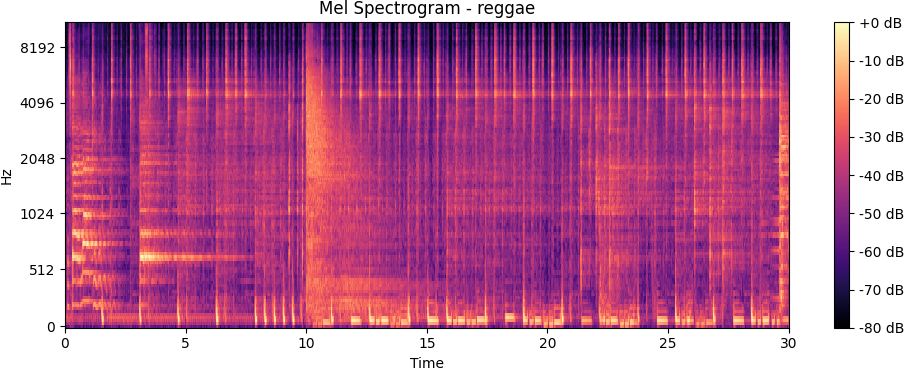 Mel Spectrogram - reggae
Hz
8192
4096
2048
1024
512
0
0 5 10 15 20 25 30
Time
+0 dB
-10 dB
-20 dB
-30 dB
-40 dB
-50 dB
-60 dB
-70 dB
-80 dB